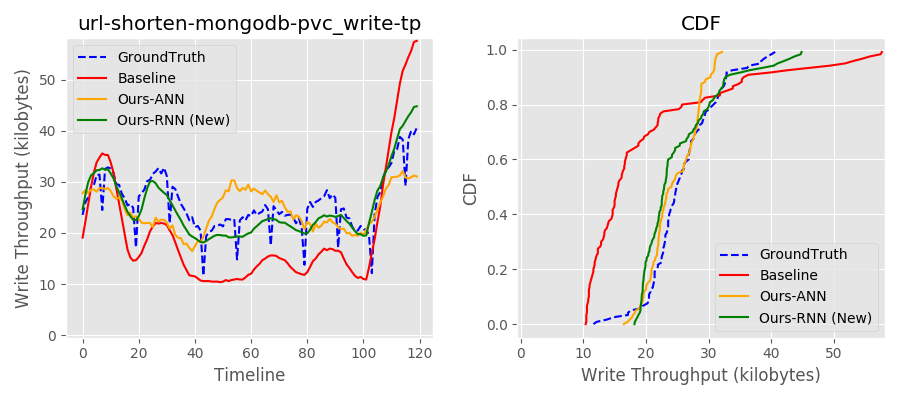 url-shorten-mongodb-pvc_write-tp
GroundTruth
Baseline
Ours-ANN
Ours-RNN (New)
Write Throughput (kilobytes)
50
40
30
20
10
0
0
20
40
60
80
100
120
Timeline
CDF
CDF
1.0
0.8
0.6
0.4
0.2
0.0
GroundTruth
Baseline
Ours-ANN
Ours-RNN (New)
0
10
20
30
40
50
Write Throughput (kilobytes)